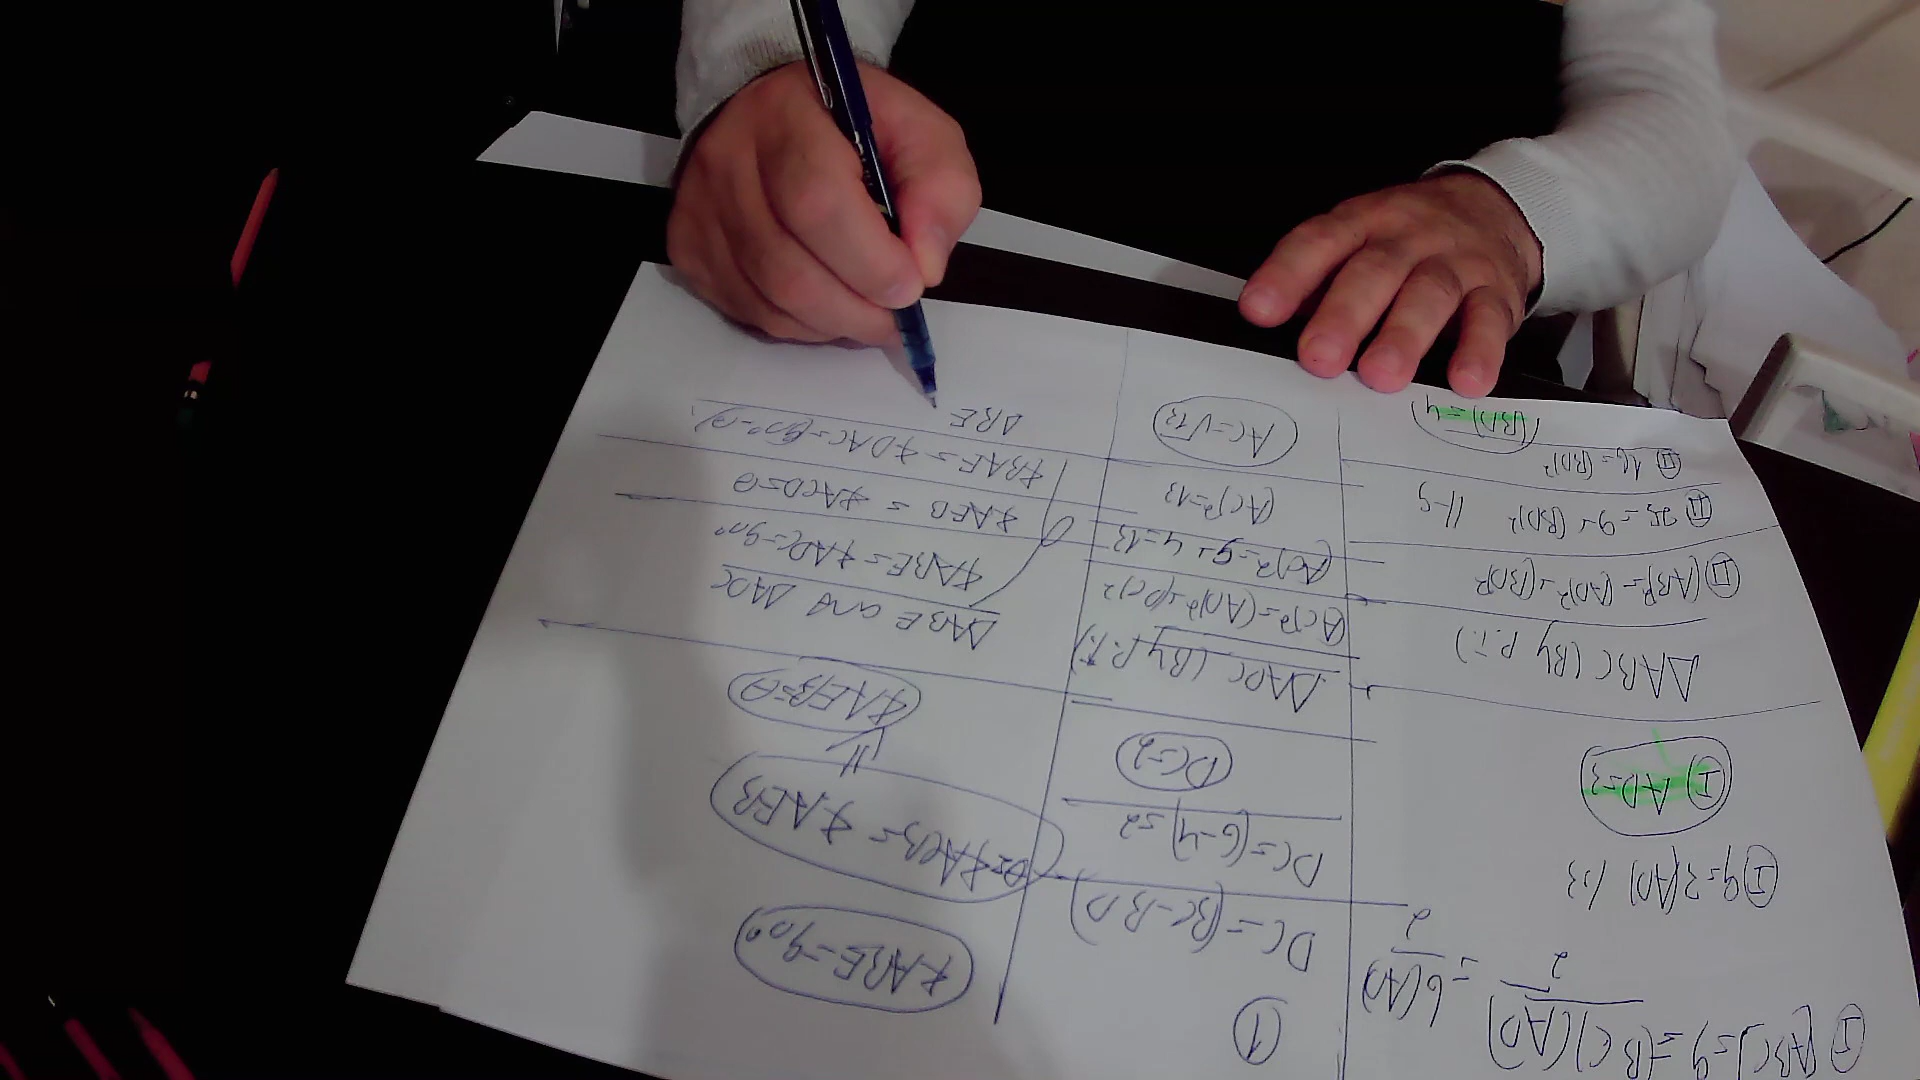 Ⓘ [ABC]=9=(BC)(AD)/2 = 6(AD)/2
Ⓘ 9=3(AD) /:3
Ⓘ AD=3
ΔABC (By P.T.)
Ⅱ (AB)²=(AD)²+(BD)²
Ⅱ 25=9+(BD)² /-9
Ⅱ 16=(BD)²
(BD)=4
①
DC=(BC-BD)
DC=(6-4)=2
DC=2
ΔADC (By P.T.)
(AC)²=(AD)²+(DC)²
(AC)²=9+4=13
(AC)²=13
AC=√13
∡ABE=90°
θ=∡ACB=∡AEB
⇓
∡AEB=θ
ΔABE and ΔADC
∡ABE=∡ADC=90°
∡AEB=∡ACD=θ
∡BAE=∡DAC=(90°-θ)
ΔBE